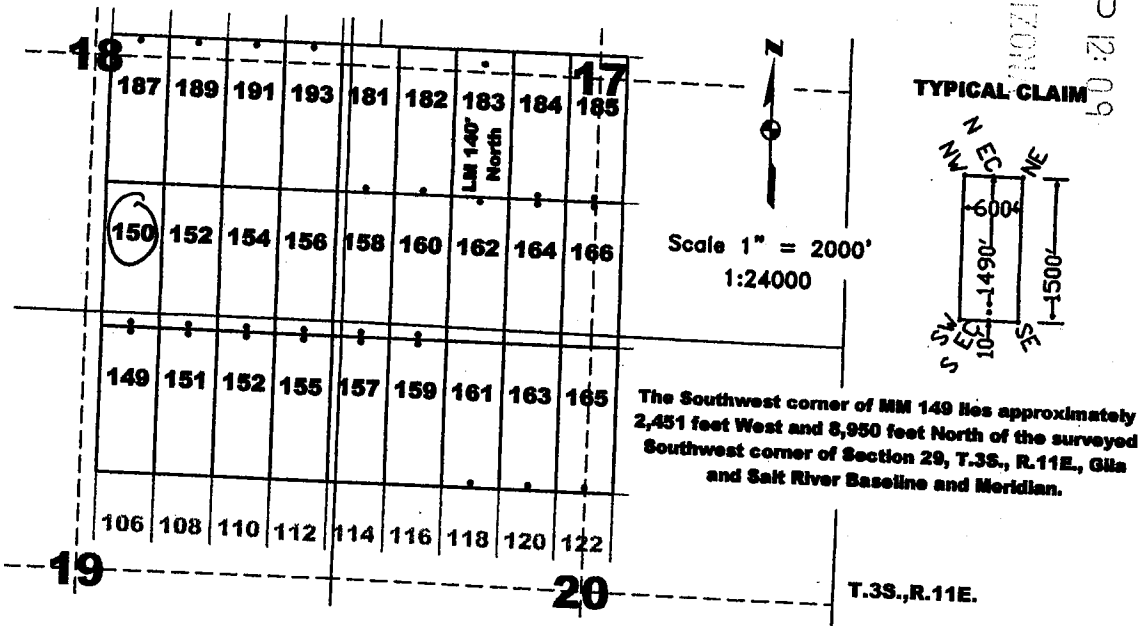 18
17
187 189 191 193 181 182 183 184 185
LM 140'
North
150 152 154 156 158 160 162 164 166
149 151 152 155 157 159 161 163 165
106 108 110 112 114 116 118 120 122
19
20
Z
Scale 1" = 2000'
1:24000
12: 09
TYPICAL CLAIM
NW
N EC
NE
600'
1490'
1500'
10'
SW
S EC
SE
The Southwest corner of MM 149 lies approximately
2,451 feet West and 8,950 feet North of the surveyed
Southwest corner of Section 29, T.3S., R.11E., Gila
and Salt River Baseline and Meridian.
T.3S.,R.11E.